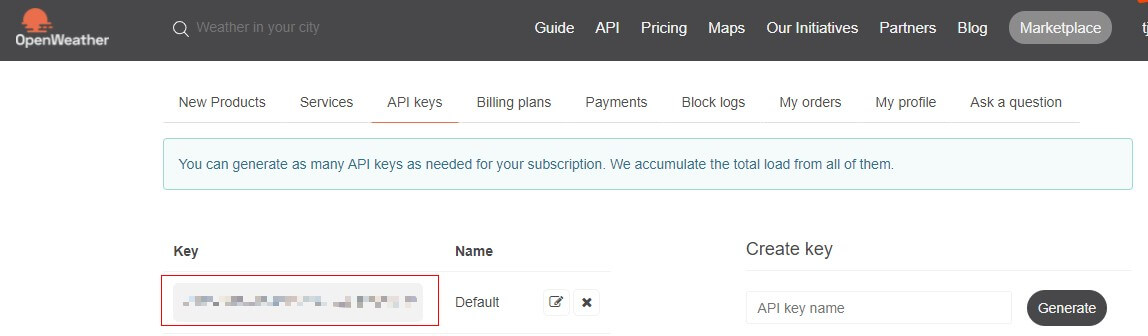 OpenWeather
Weather in your city
Guide API Pricing Maps Our Initiatives Partners Blog Marketplace
New Products Services API keys Billing plans Payments Block logs My orders My profile Ask a question
You can generate as many API keys as needed for your subscription. We accumulate the total load from all of them.
Key Name Create key
Default API key name Generate